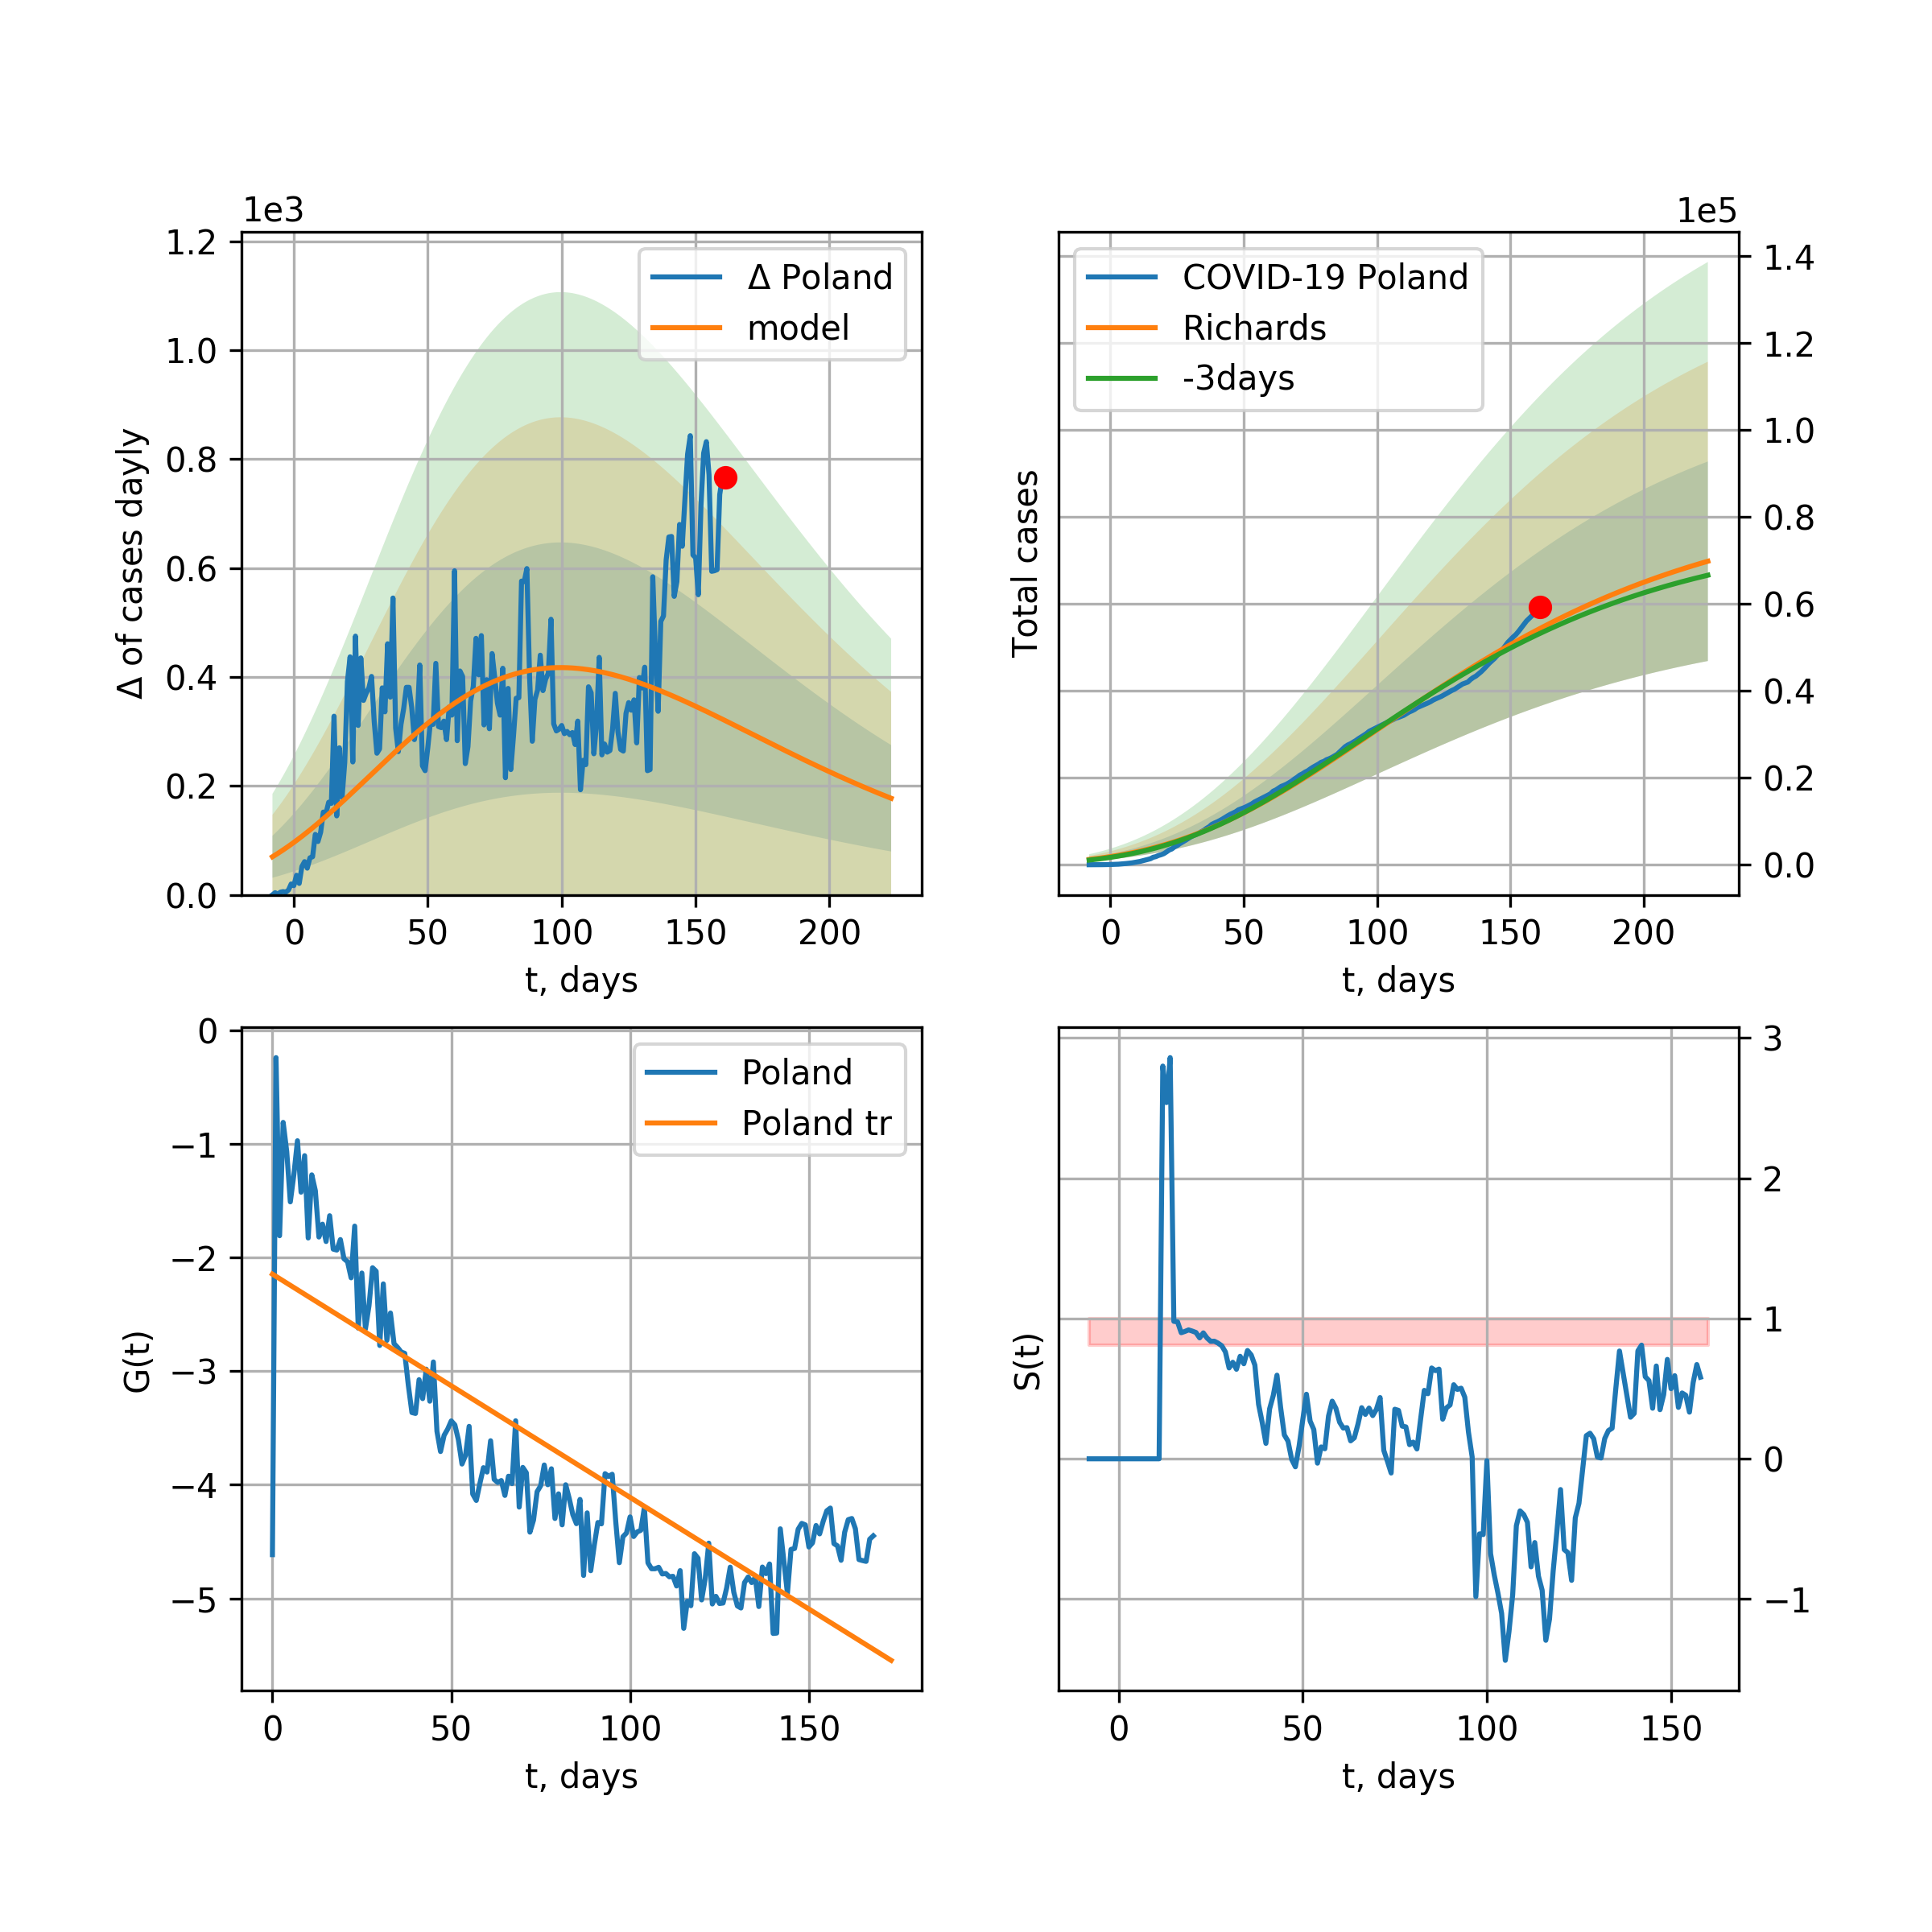 1e3
1.2
1.0
0.8
0.6
0.4
0.2
0.0
Δ of cases dayly
Δ Poland
model
0 50 100 150 200
t, days
1e5
1.4
1.2
1.0
0.8
0.6
0.4
0.2
0.0
Total cases
COVID-19 Poland
Richards
-3days
0 50 100 150 200
t, days
0
−1
−2
−3
−4
−5
G(t)
Poland
Poland tr
0 50 100 150
t, days
3
2
1
0
−1
S(t)
0 50 100 150
t, days